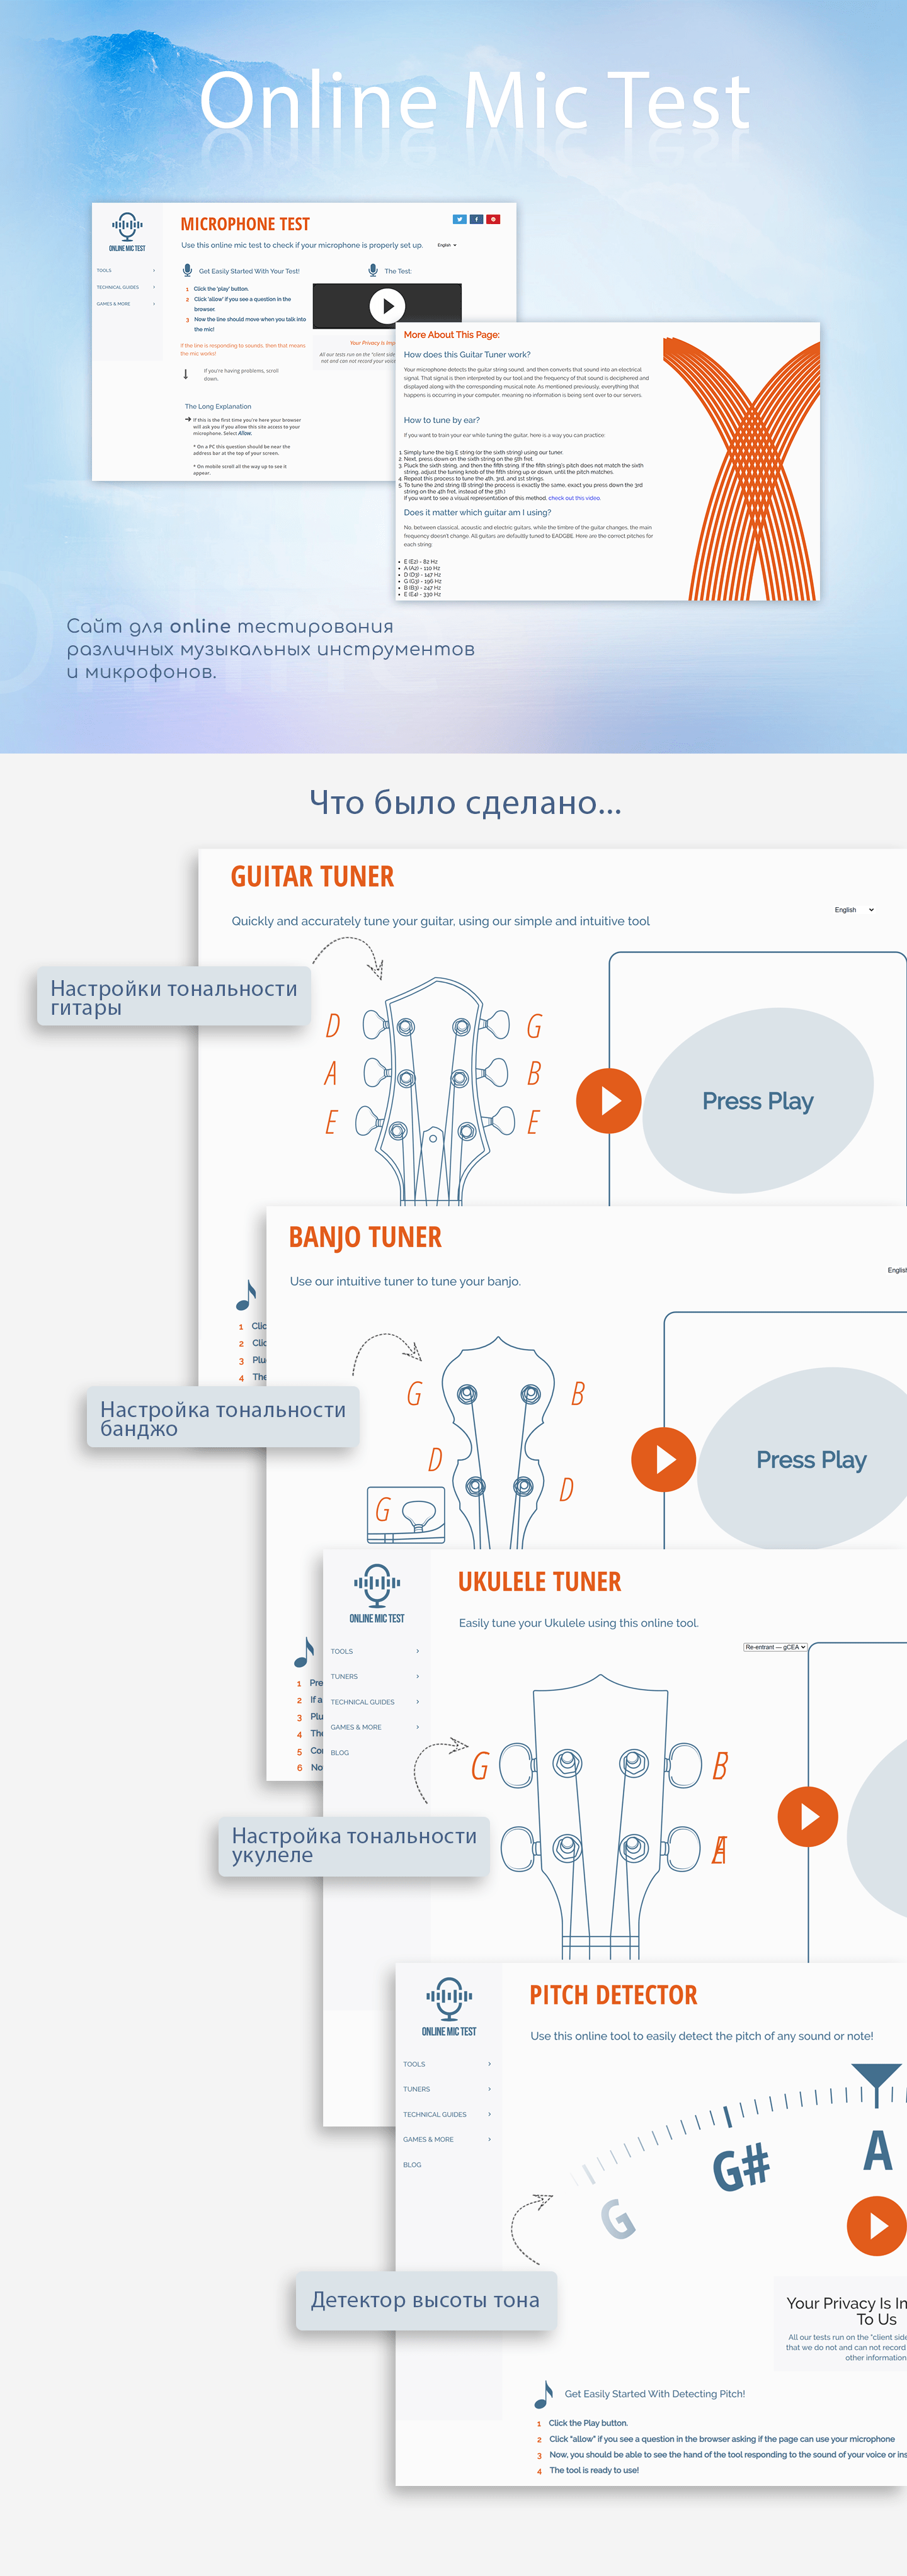 Online Mic Test
ONLINE MIC TEST
TOOLS
TECHNICAL GUIDES
GAMES & MORE
MICROPHONE TEST
Use this online mic test to check if your microphone is properly set up.
English
Get Easily Started With Your Test!
1 Click the 'play' button.
2 Click 'allow' if you see a question in the
browser.
3 Now the line should move when you talk into
the mic!
If the line is responding to sounds, then that means
the mic works!
If you're having problems, scroll
down.
The Long Explanation
If this is the first time you're here your browser
will ask you if you allow this site access to your
microphone. Select Allow.
* On a PC this question should be near the
address bar at the top of your screen.
* On mobile scroll all the way up to see it
appear.
The Test:
Your Privacy Is Imp
All our tests run on the "client side
not and can not record your voice
More About This Page:
How does this Guitar Tuner work?
Your microphone detects the guitar string sound, and then converts that sound into an electrical
signal. That signal is then interpreted by our tool and the frequency of that sound is deciphered and
displayed along with the corresponding musical note. As mentioned previously, everything that
happens is occurring in your computer, meaning no information is being sent over to our servers.
How to tune by ear?
If you want to train your ear while tuning the guitar, here is a way you can practice:
1. Simply tune the big E string (or the sixth string) using our tuner.
2. Next, press down on the sixth string on the 5th fret.
3. Pluck the sixth string, and then the fifth string. If the fifth string's pitch does not match the sixth
string, adjust the tuning knob of the fifth string up or down, until the pitch matches.
4. Repeat this process to tune the 4th, 3rd, and 1st strings.
5. To tune the 2nd string (B string) the process is exactly the same, exact you press down the 3rd
string on the 4th fret, instead of the 5th.)
If you want to see a visual representation of this method, check out this video.
Does it matter which guitar am I using?
No, between classical, acoustic and electric guitars, while the timbre of the guitar changes, the main
frequency doesn't change. All guitars are defaultly tuned to EADGBE. Here are the correct pitches for
each string:
• E (E2) - 82 Hz
• A (A2) - 110 Hz
• D (D3) - 147 Hz
• G (G3) - 196 Hz
• B (B3) - 247 Hz
• E (E4) - 330 Hz
Сайт для online тестирования
различных музыкальных инструментов
и микрофонов.
Что было сделано...
GUITAR TUNER
English
Quickly and accurately tune your guitar, using our simple and intuitive tool
Настройки тональности
гитары
D G
A B
E E
Press Play
1 Clic
2 Clic
3 Plu
4 The
BANJO TUNER
English
Use our intuitive tuner to tune your banjo.
Настройка тональности
банджо
G B
D D
G
Press Play
1 Pre
2 If a
3 Plu
4 The
5 Co
6 No
ONLINE MIC TEST
TOOLS
TUNERS
TECHNICAL GUIDES
GAMES & MORE
BLOG
UKULELE TUNER
Easily tune your Ukulele using this online tool.
Re-entrant — gCEA
G B
Настройка тональности
укулеле
ONLINE MIC TEST
TOOLS
TUNERS
TECHNICAL GUIDES
GAMES & MORE
BLOG
PITCH DETECTOR
Use this online tool to easily detect the pitch of any sound or note!
G G# A
Детектор высоты тона
Your Privacy Is Im
To Us
All our tests run on the "client side
that we do not and can not record
other information
Get Easily Started With Detecting Pitch!
1 Click the Play button.
2 Click "allow" if you see a question in the browser asking if the page can use your microphone
3 Now, you should be able to see the hand of the tool responding to the sound of your voice or ins
4 The tool is ready to use!